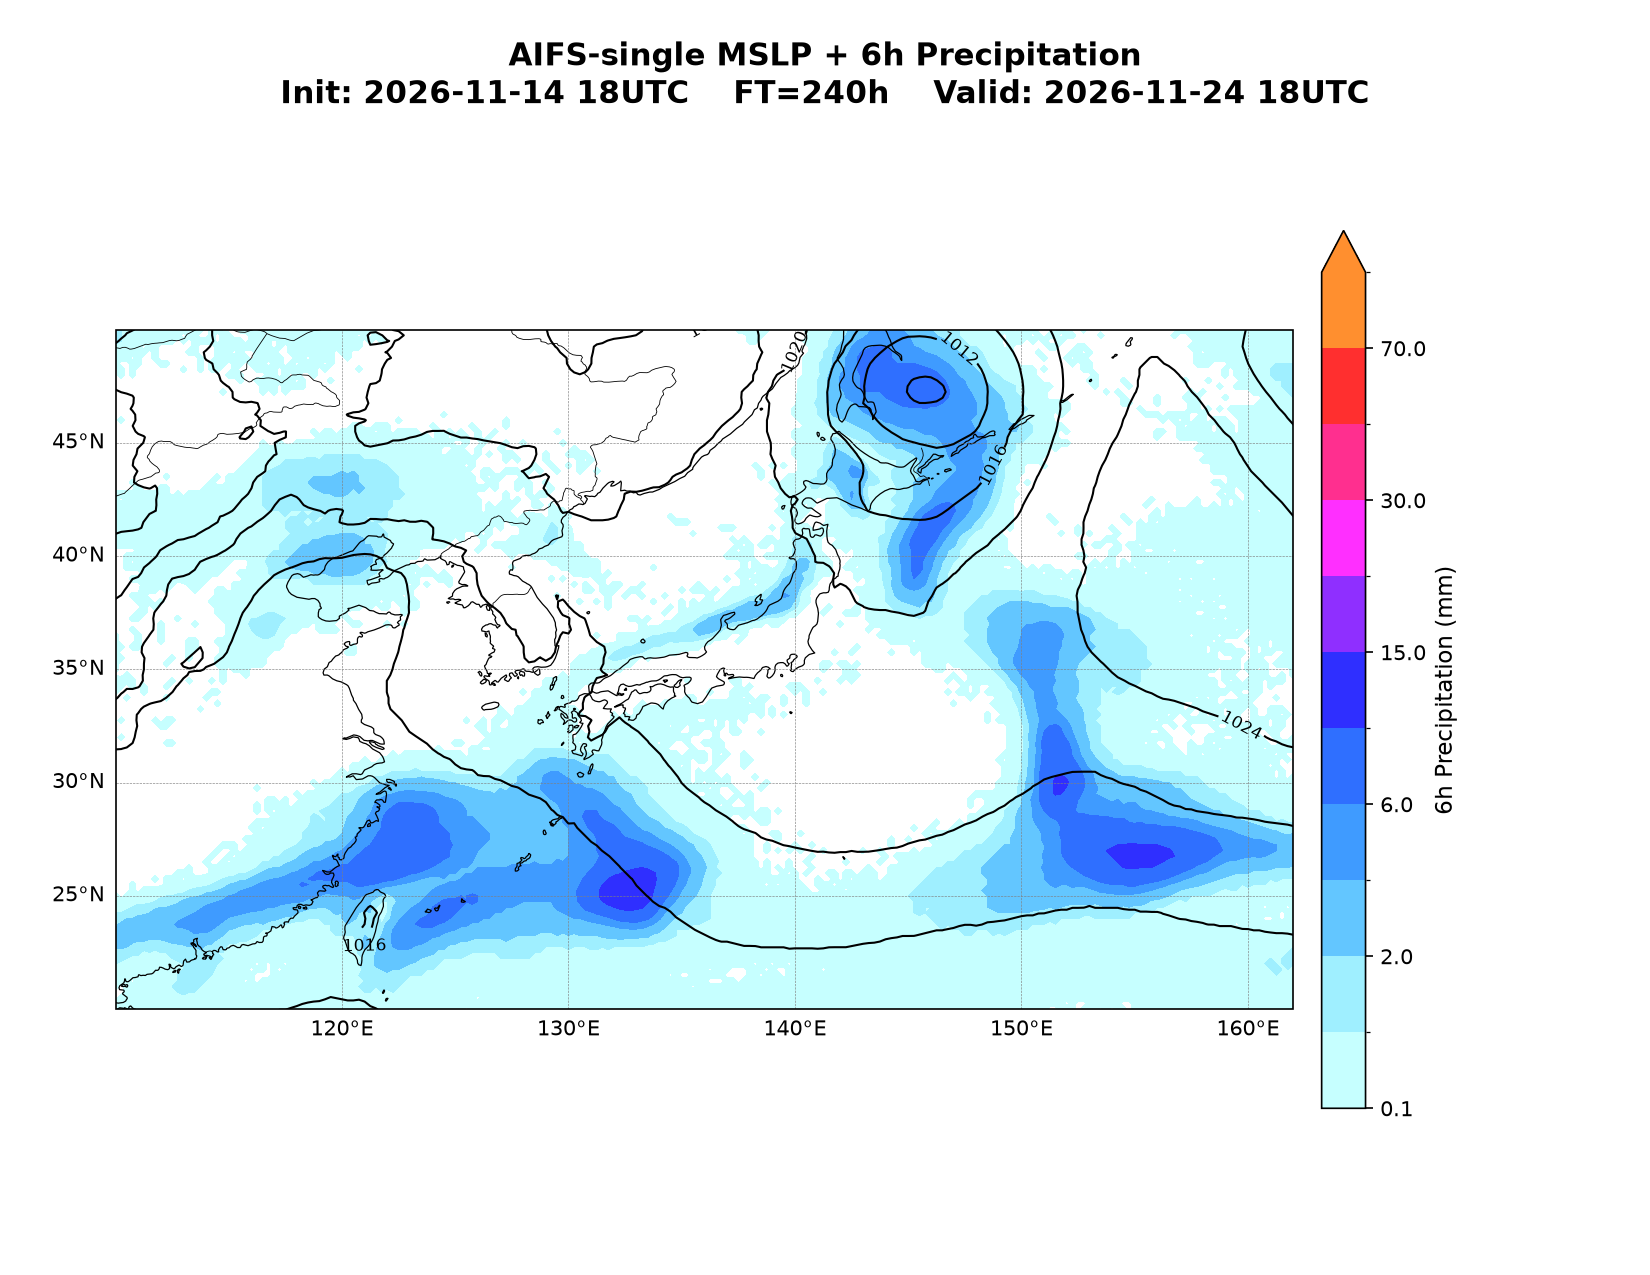 AIFS-single MSLP + 6h Precipitation
Init: 2026-11-14 18UTC    FT=240h    Valid: 2026-11-24 18UTC
1020
1012
1016
1024
1016
45°N
40°N
35°N
30°N
25°N
120°E
130°E
140°E
150°E
160°E
70.0
30.0
15.0
6.0
2.0
0.1
6h Precipitation (mm)